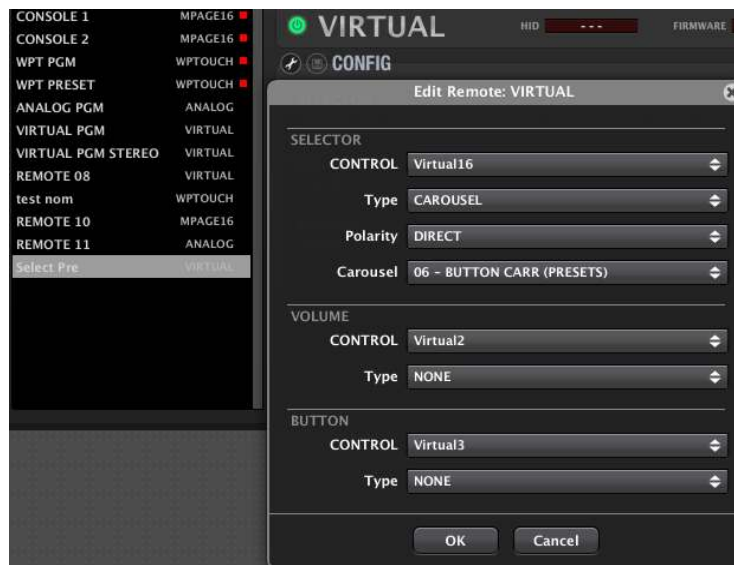 CONSOLE 1 MPAGE16
CONSOLE 2 MPAGE16
WPT PGM WPTOUCH
WPT PRESET WPTOUCH
ANALOG PGM ANALOG
VIRTUAL PGM VIRTUAL
VIRTUAL PGM STEREO VIRTUAL
REMOTE 08 VIRTUAL
test nom WPTOUCH
REMOTE 10 MPAGE16
REMOTE 11 ANALOG
Select Pre VIRTUAL
VIRTUAL HID --- FIRMWARE
CONFIG
Edit Remote: VIRTUAL
SELECTOR
CONTROL Virtual16
Type CAROUSEL
Polarity DIRECT
Carousel 06 - BUTTON CARR (PRESETS)
VOLUME
CONTROL Virtual2
Type NONE
BUTTON
CONTROL Virtual3
Type NONE
OK Cancel